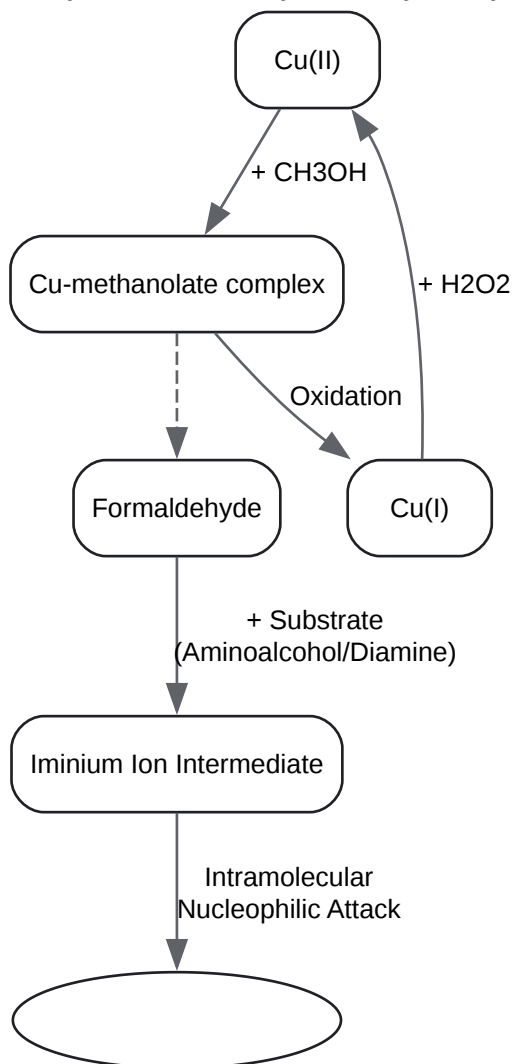 Cu(II)
+ CH3OH
Cu-methanolate complex
+ H2O2
Oxidation
Formaldehyde
Cu(I)
+ Substrate
(Aminoalcohol/Diamine)
Iminium Ion Intermediate
Intramolecular
Nucleophilic Attack